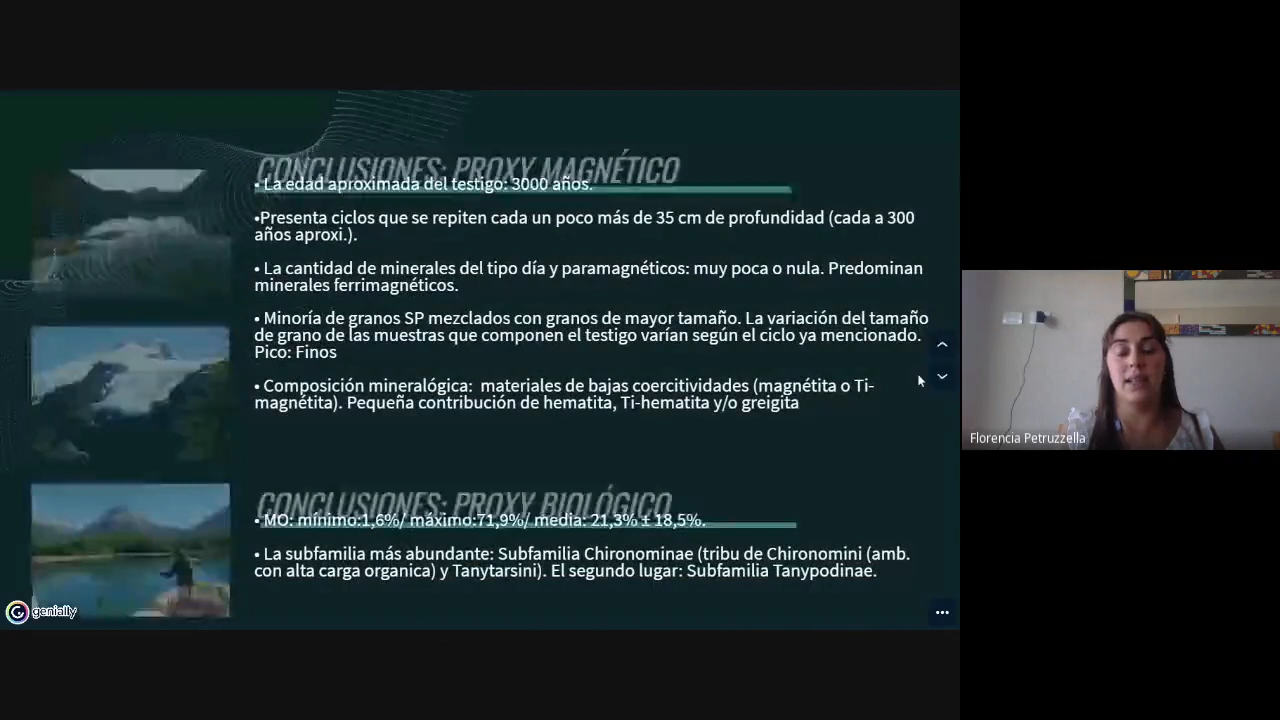 CONCLUSIONES: PROXY MAGNÉTICO
• La edad aproximada del testigo: 3000 años.
•Presenta ciclos que se repiten cada un poco más de 35 cm de profundidad (cada a 300
años aproxi.).
• La cantidad de minerales del tipo día y paramagnéticos: muy poca o nula. Predominan
minerales ferrimagnéticos.
• Minoría de granos SP mezclados con granos de mayor tamaño. La variación del tamaño
de grano de las muestras que componen el testigo varían según el ciclo ya mencionado.
Pico: Finos
• Composición mineralógica:  materiales de bajas coercitividades (magnétita o Ti-
magnétita). Pequeña contribución de hematita, Ti-hematita y/o greigita
CONCLUSIONES: PROXY BIOLÓGICO
• MO: mínimo:1,6%/ máximo:71,9%/ media: 21,3% ± 18,5%.
• La subfamilia más abundante: Subfamilia Chironominae (tribu de Chironomini (amb.
con alta carga organica) y Tanytarsini). El segundo lugar: Subfamilia Tanypodinae.
genially
Florencia Petruzzella